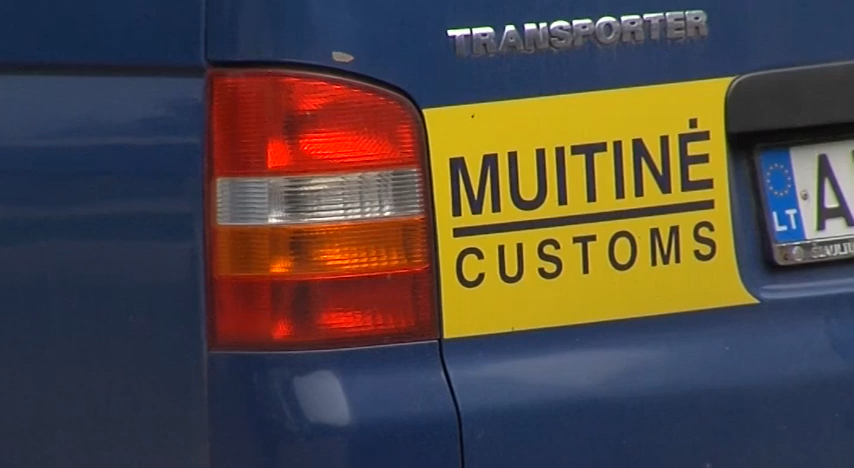 TRANSPORTER
MUITINĖ
CUSTOMS
LT
A